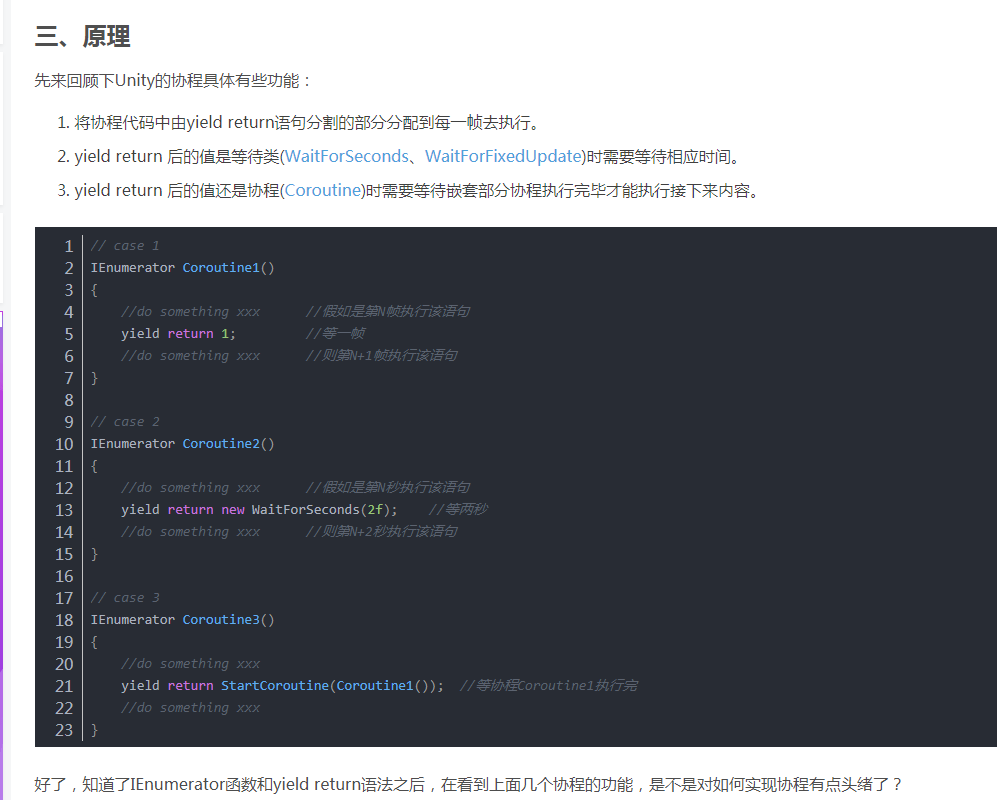 三、原理
先来回顾下Unity的协程具体有些功能：
1. 将协程代码中由yield return语句分割的部分分配到每一帧去执行。
2. yield return 后的值是等待类(WaitForSeconds、WaitForFixedUpdate)时需要等待相应时间。
3. yield return 后的值还是协程(Coroutine)时需要等待嵌套部分协程执行完毕才能执行接下来内容。
1 // case 1
2 IEnumerator Coroutine1()
3 {
4 //do something xxx //假如是第N帧执行该语句
5 yield return 1; //等一帧
6 //do something xxx //则第N+1帧执行该语句
7 }
8
9 // case 2
10 IEnumerator Coroutine2()
11 {
12 //do something xxx //假如是第N秒执行该语句
13 yield return new WaitForSeconds(2f); //等两秒
14 //do something xxx //则第N+2秒执行该语句
15 }
16
17 // case 3
18 IEnumerator Coroutine3()
19 {
20 //do something xxx
21 yield return StartCoroutine(Coroutine1()); //等协程Coroutine1执行完
22 //do something xxx
23 }
好了，知道了IEnumerator函数和yield return语法之后，在看到上面几个协程的功能，是不是对如何实现协程有点头绪了？